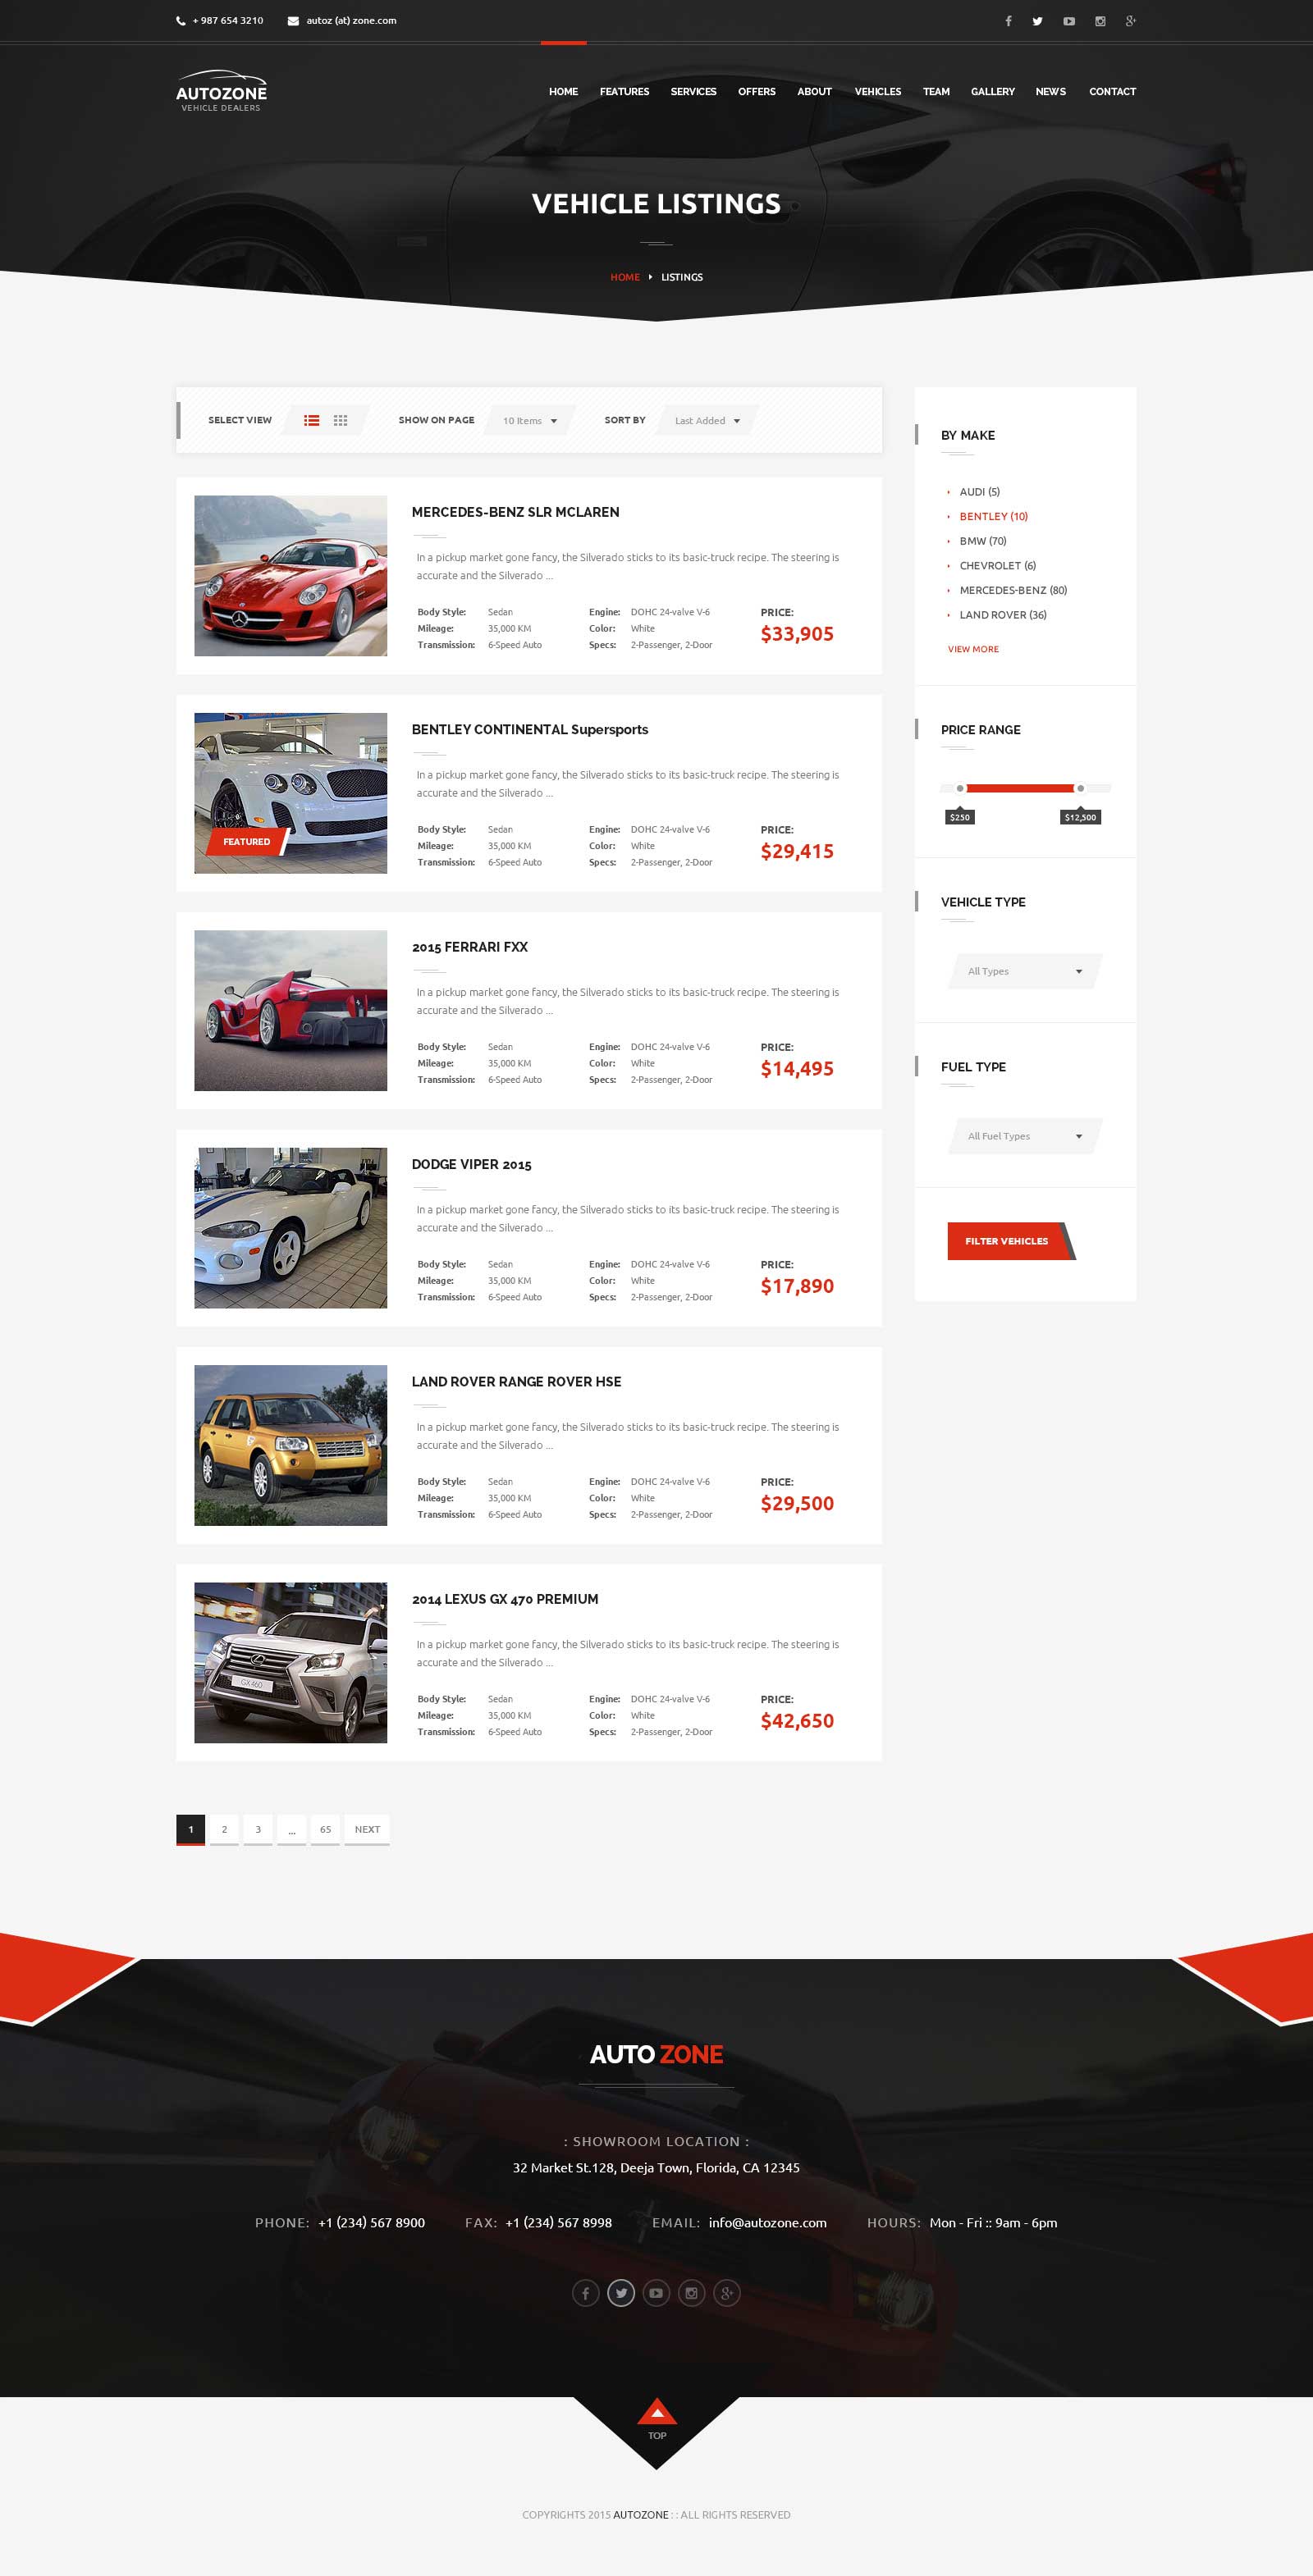 + 987 654 3210 autoz (at) zone.com
AUTOZONE
VEHICLE DEALERS
HOME FEATURES SERVICES OFFERS ABOUT VEHICLES TEAM GALLERY NEWS CONTACT
VEHICLE LISTINGS
HOME LISTINGS
SELECT VIEW SHOW ON PAGE 10 Items SORT BY Last Added
MERCEDES-BENZ SLR MCLAREN
In a pickup market gone fancy, the Silverado sticks to its basic-truck recipe. The steering is
accurate and the Silverado ...
Body Style: Sedan Engine: DOHC 24-valve V-6 PRICE:
Mileage: 35,000 KM Color: White $33,905
Transmission: 6-Speed Auto Specs: 2-Passenger, 2-Door
BENTLEY CONTINENTAL Supersports
In a pickup market gone fancy, the Silverado sticks to its basic-truck recipe. The steering is
accurate and the Silverado ...
FEATURED
Body Style: Sedan Engine: DOHC 24-valve V-6 PRICE:
Mileage: 35,000 KM Color: White $29,415
Transmission: 6-Speed Auto Specs: 2-Passenger, 2-Door
2015 FERRARI FXX
In a pickup market gone fancy, the Silverado sticks to its basic-truck recipe. The steering is
accurate and the Silverado ...
Body Style: Sedan Engine: DOHC 24-valve V-6 PRICE:
Mileage: 35,000 KM Color: White $14,495
Transmission: 6-Speed Auto Specs: 2-Passenger, 2-Door
DODGE VIPER 2015
In a pickup market gone fancy, the Silverado sticks to its basic-truck recipe. The steering is
accurate and the Silverado ...
Body Style: Sedan Engine: DOHC 24-valve V-6 PRICE:
Mileage: 35,000 KM Color: White $17,890
Transmission: 6-Speed Auto Specs: 2-Passenger, 2-Door
LAND ROVER RANGE ROVER HSE
In a pickup market gone fancy, the Silverado sticks to its basic-truck recipe. The steering is
accurate and the Silverado ...
Body Style: Sedan Engine: DOHC 24-valve V-6 PRICE:
Mileage: 35,000 KM Color: White $29,500
Transmission: 6-Speed Auto Specs: 2-Passenger, 2-Door
2014 LEXUS GX 470 PREMIUM
In a pickup market gone fancy, the Silverado sticks to its basic-truck recipe. The steering is
accurate and the Silverado ...
GX 460
Body Style: Sedan Engine: DOHC 24-valve V-6 PRICE:
Mileage: 35,000 KM Color: White $42,650
Transmission: 6-Speed Auto Specs: 2-Passenger, 2-Door
1 2 3 ... 65 NEXT
BY MAKE
AUDI (5)
BENTLEY (10)
BMW (70)
CHEVROLET (6)
MERCEDES-BENZ (80)
LAND ROVER (36)
VIEW MORE
PRICE RANGE
$250 $12,500
VEHICLE TYPE
All Types
FUEL TYPE
All Fuel Types
FILTER VEHICLES
AUTO ZONE
: SHOWROOM LOCATION :
32 Market St.128, Deeja Town, Florida, CA 12345
PHONE: +1 (234) 567 8900 FAX: +1 (234) 567 8998 EMAIL: info@autozone.com HOURS: Mon - Fri :: 9am - 6pm
TOP
COPYRIGHTS 2015 AUTOZONE : : ALL RIGHTS RESERVED